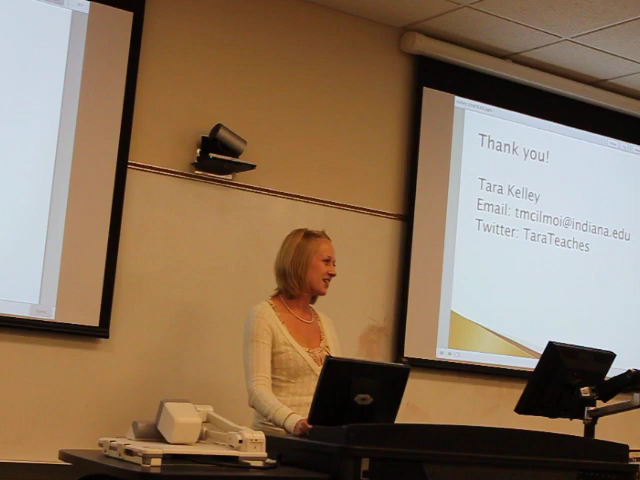 Thank you!
Tara Kelley
Email: tmcilmoi@indiana.edu
Twitter: TaraTeaches